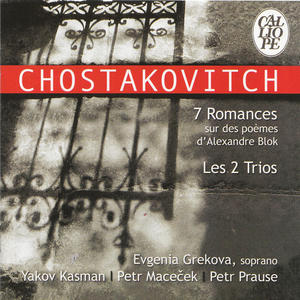 CALLIOPE
CHOSTAKOVITCH
7 Romances
sur des poèmes
d'Alexandre Blok
Les 2 Trios
Evgenia Grekova, soprano
Yakov Kasman | Petr Maceček | Petr Prause